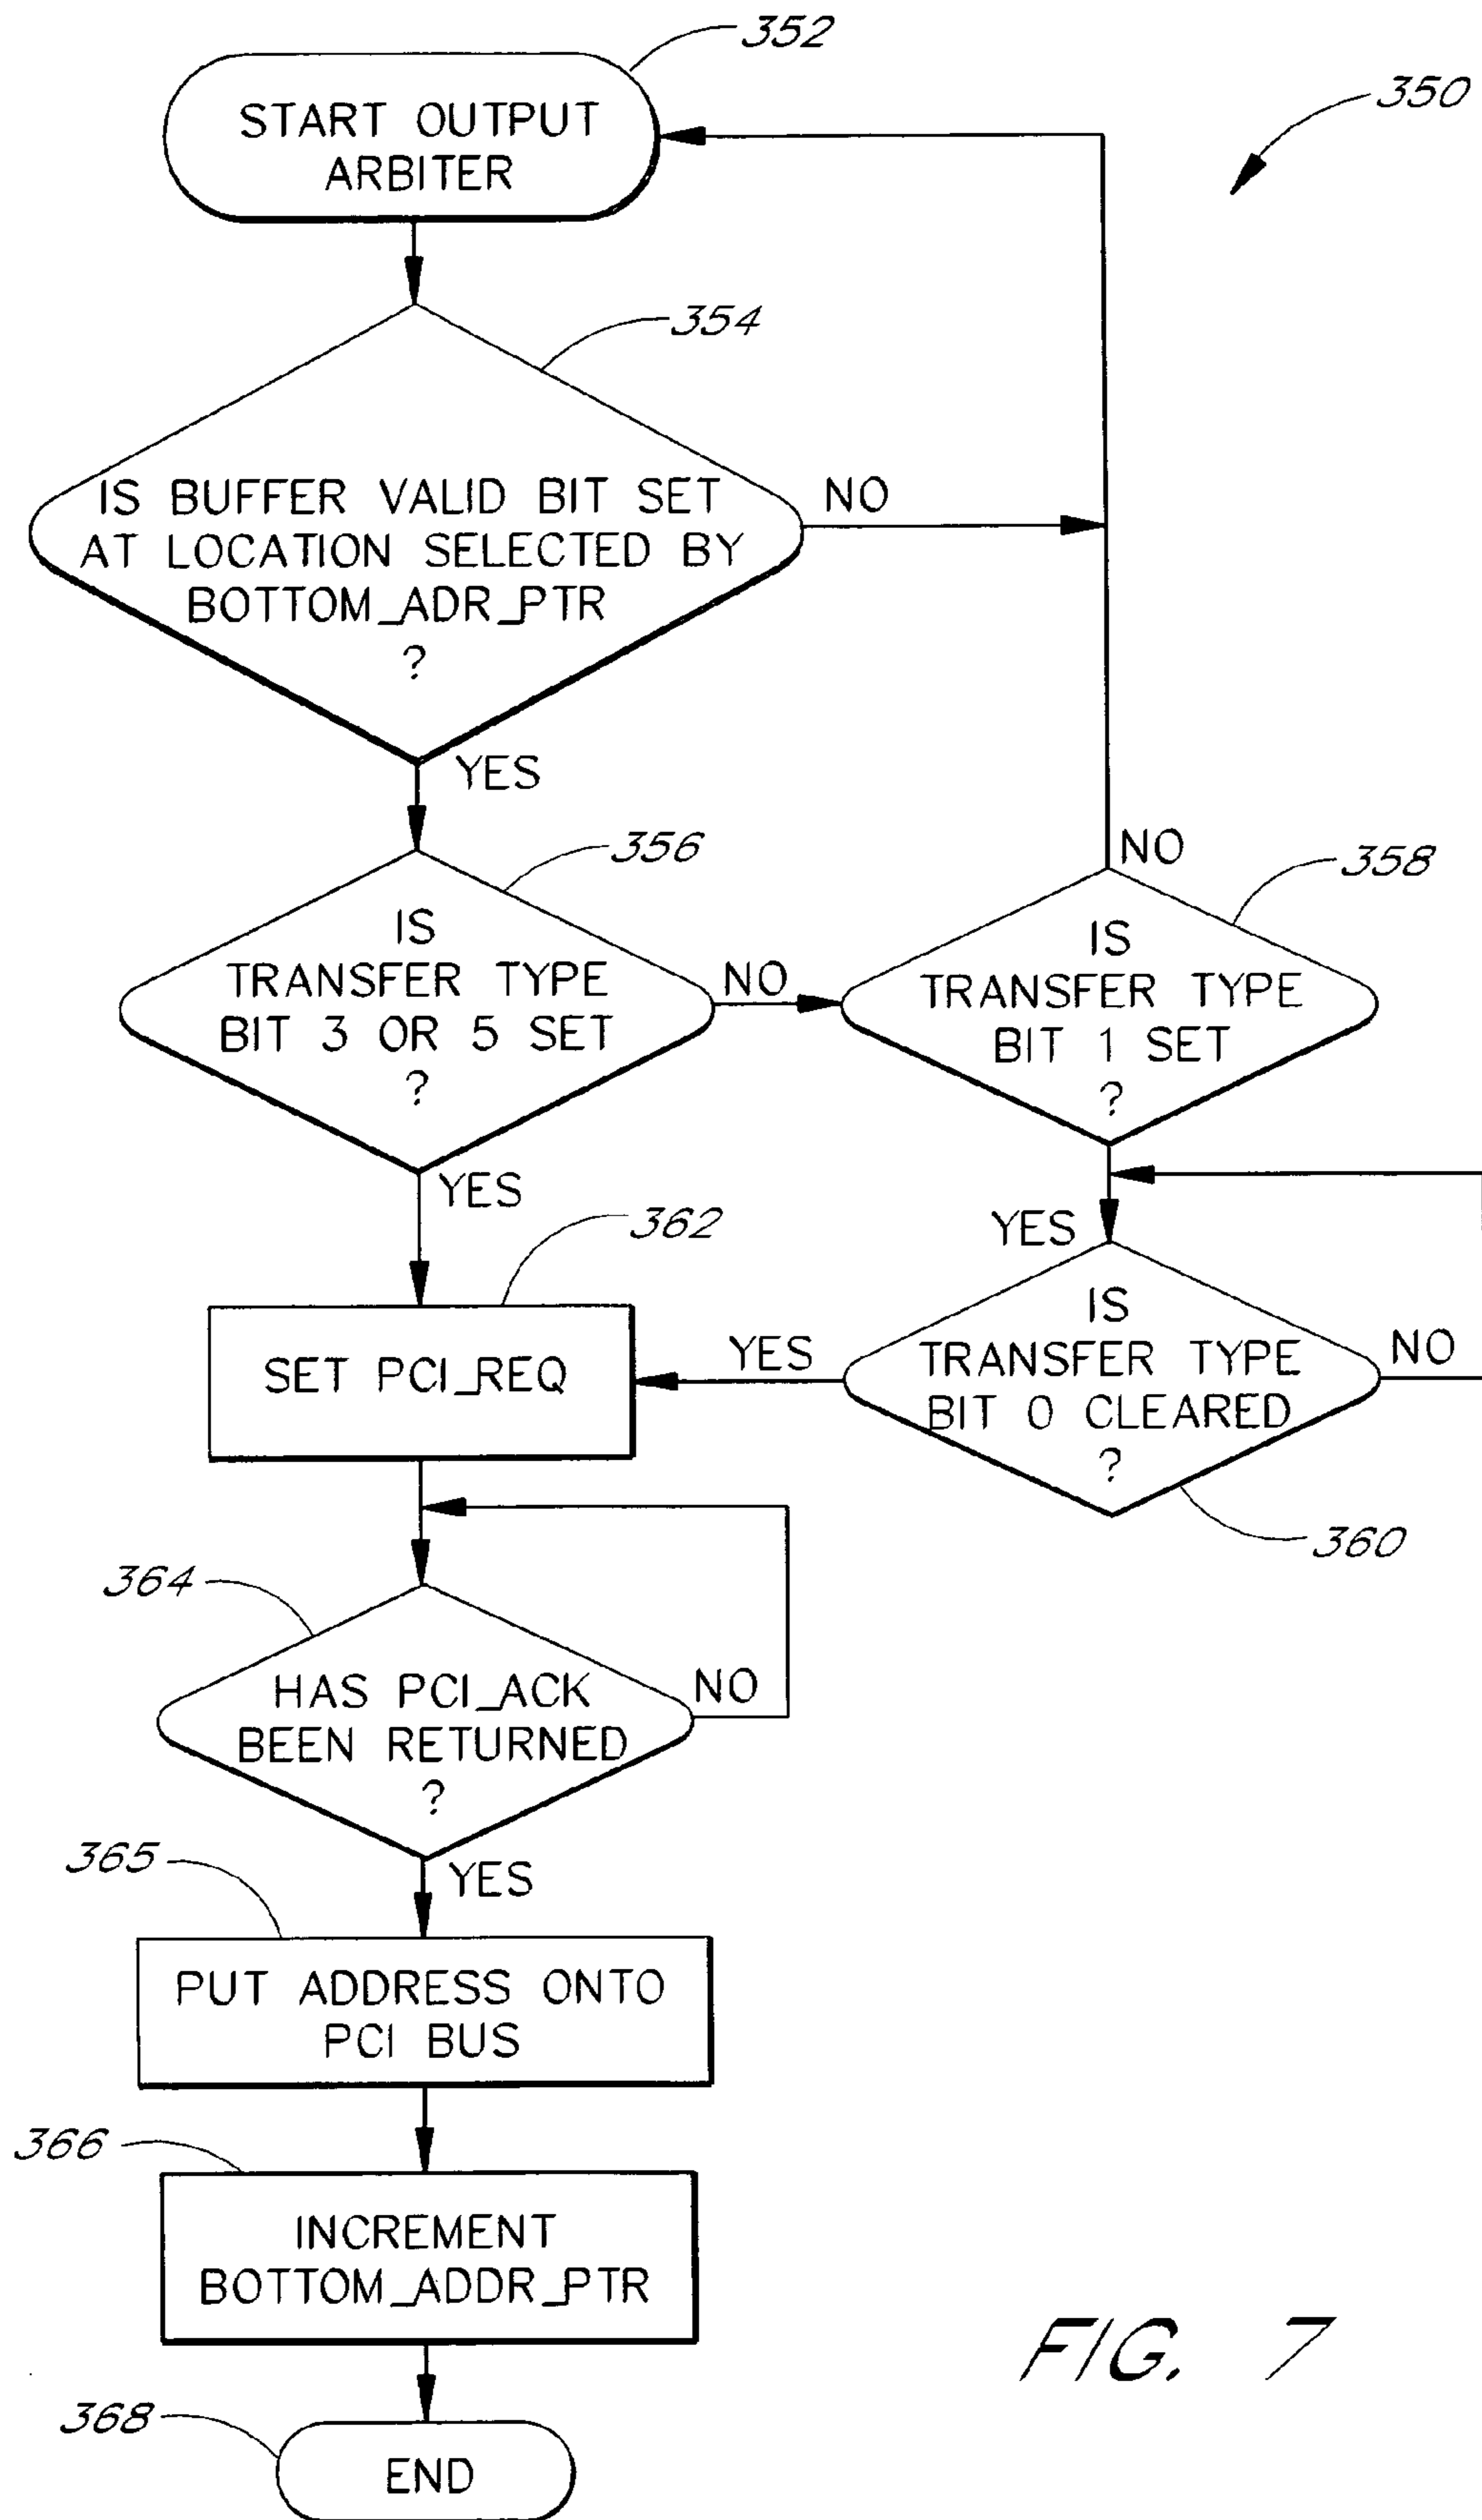 352
350
START OUTPUT
ARBITER
354
IS BUFFER VALID BIT SET
AT LOCATION SELECTED BY
BOTTOM_ADR_PTR
?
NO
YES
356
IS
TRANSFER TYPE
BIT 3 OR 5 SET
?
NO
YES
NO
358
IS
TRANSFER TYPE
BIT 1 SET
?
YES
IS
TRANSFER TYPE
BIT 0 CLEARED
?
NO
YES
360
362
SET PCI_REQ
364
HAS PCI_ACK
BEEN RETURNED
?
NO
YES
365
PUT ADDRESS ONTO
PCI BUS
366
INCREMENT
BOTTOM_ADDR_PTR
368
END
FIG. 7